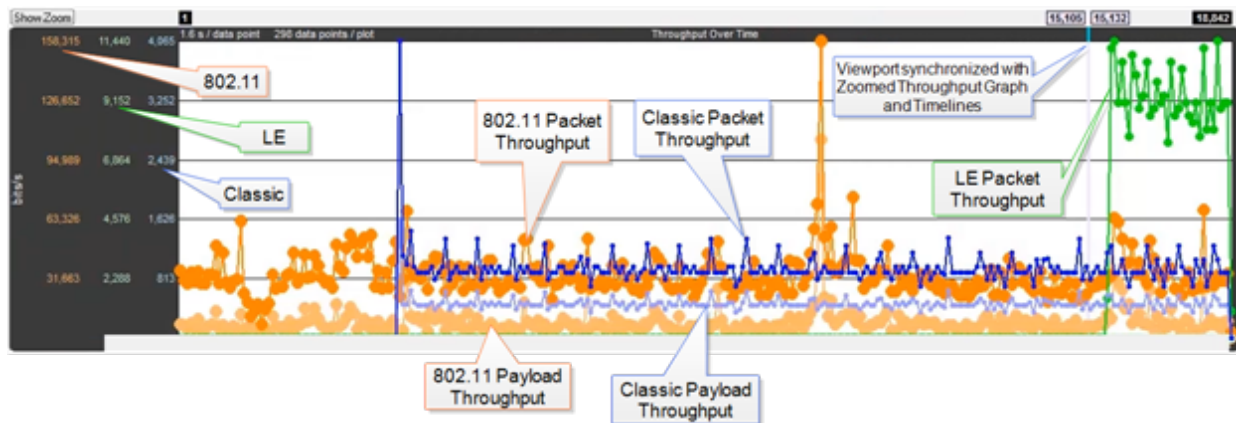 Show Zoom
1
15,105 15,132
18,842
1.6 s / data point 298 data points / plot Throughput Over Time
158,315 11,440 4,065
802.11
126,652 9,152 3,252
LE
94,989 6,864 2,439
Classic
63,326 4,576 1,626
31,663 2,288 813
bits/s
802.11 Packet
Throughput
Classic Packet
Throughput
Viewport synchronized with
Zoomed Throughput Graph
and Timelines
LE Packet
Throughput
802.11 Payload
Throughput
Classic Payload
Throughput